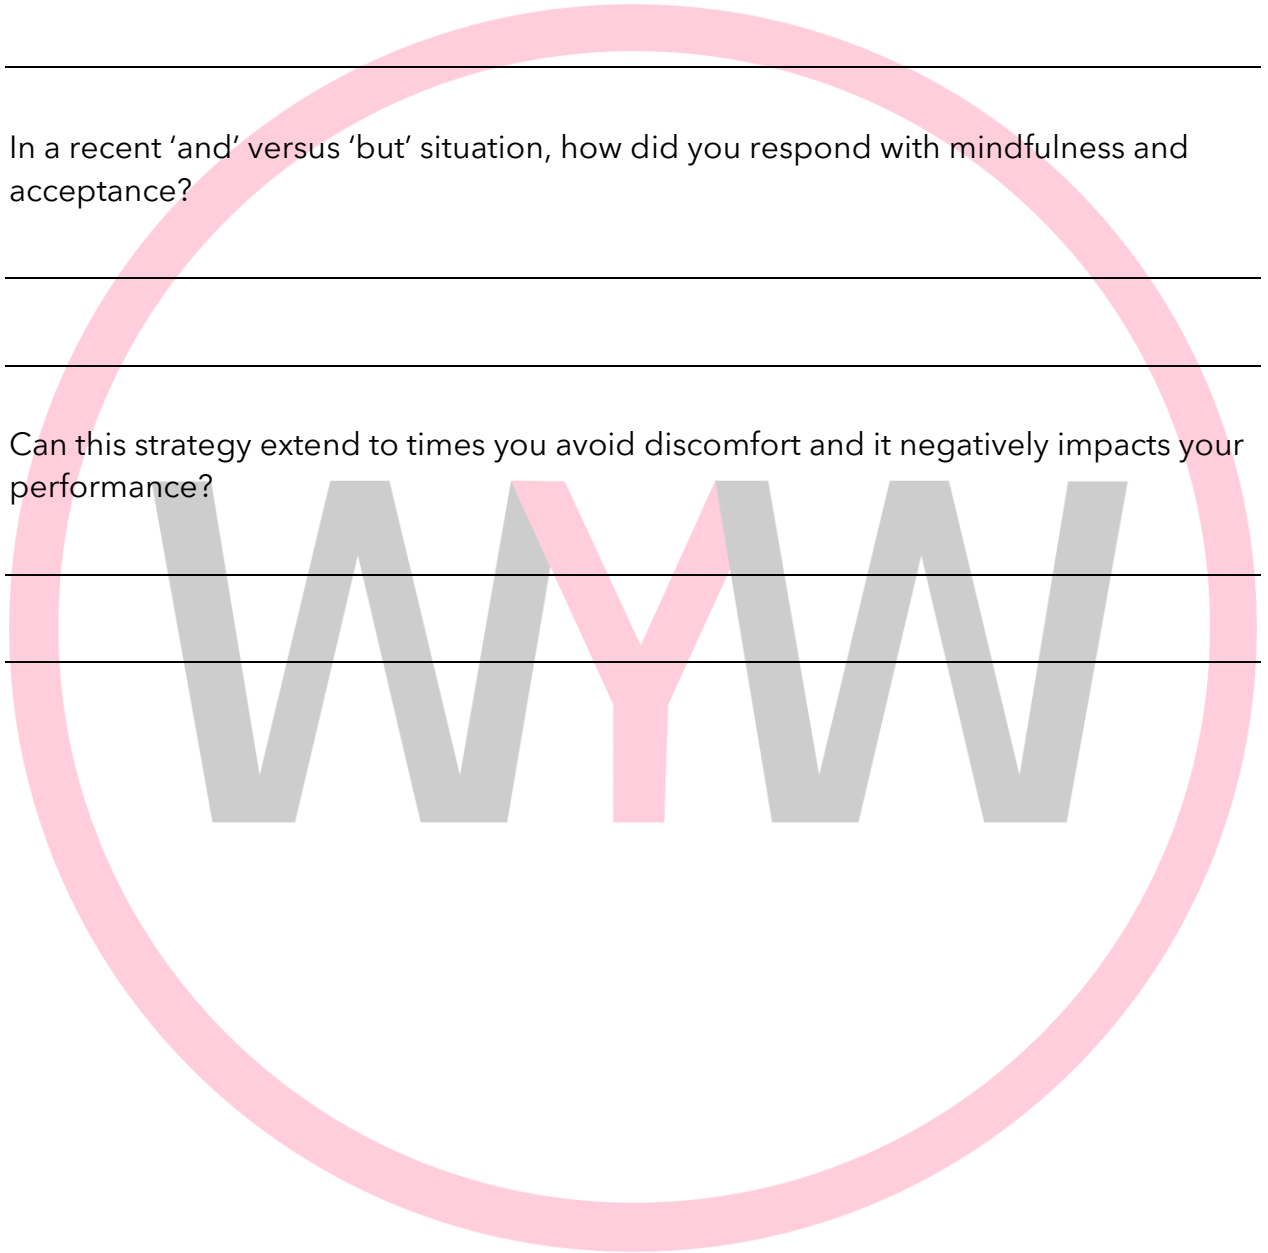 In a recent ‘and’ versus ‘but’ situation, how did you respond with mindfulness and
acceptance?
Can this strategy extend to times you avoid discomfort and it negatively impacts your
performance?
WYW